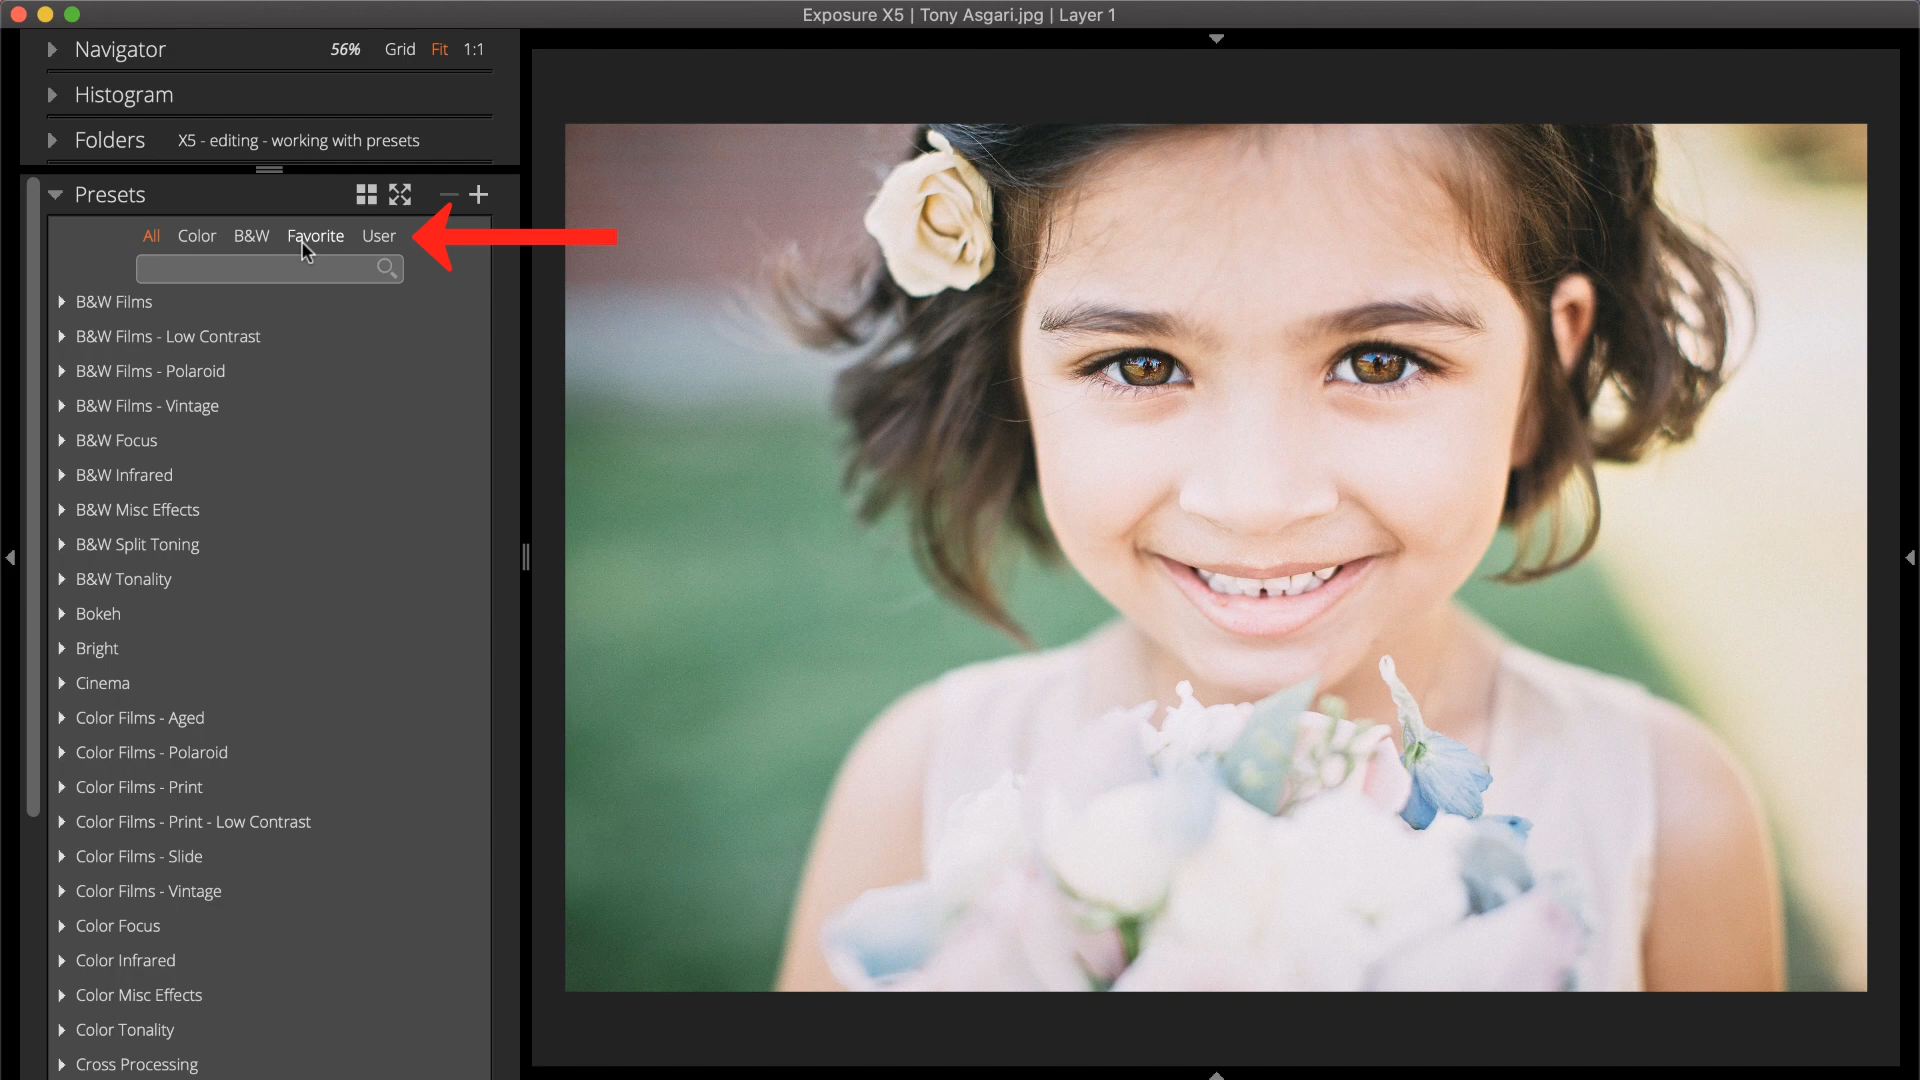 Exposure X5 | Tony Asgari.jpg | Layer 1
Navigator 56% Grid Fit 1:1
Histogram
Folders X5 - editing - working with presets
Presets
All Color B&W Favorite User
B&W Films
B&W Films - Low Contrast
B&W Films - Polaroid
B&W Films - Vintage
B&W Focus
B&W Infrared
B&W Misc Effects
B&W Split Toning
B&W Tonality
Bokeh
Bright
Cinema
Color Films - Aged
Color Films - Polaroid
Color Films - Print
Color Films - Print - Low Contrast
Color Films - Slide
Color Films - Vintage
Color Focus
Color Infrared
Color Misc Effects
Color Tonality
Cross Processing